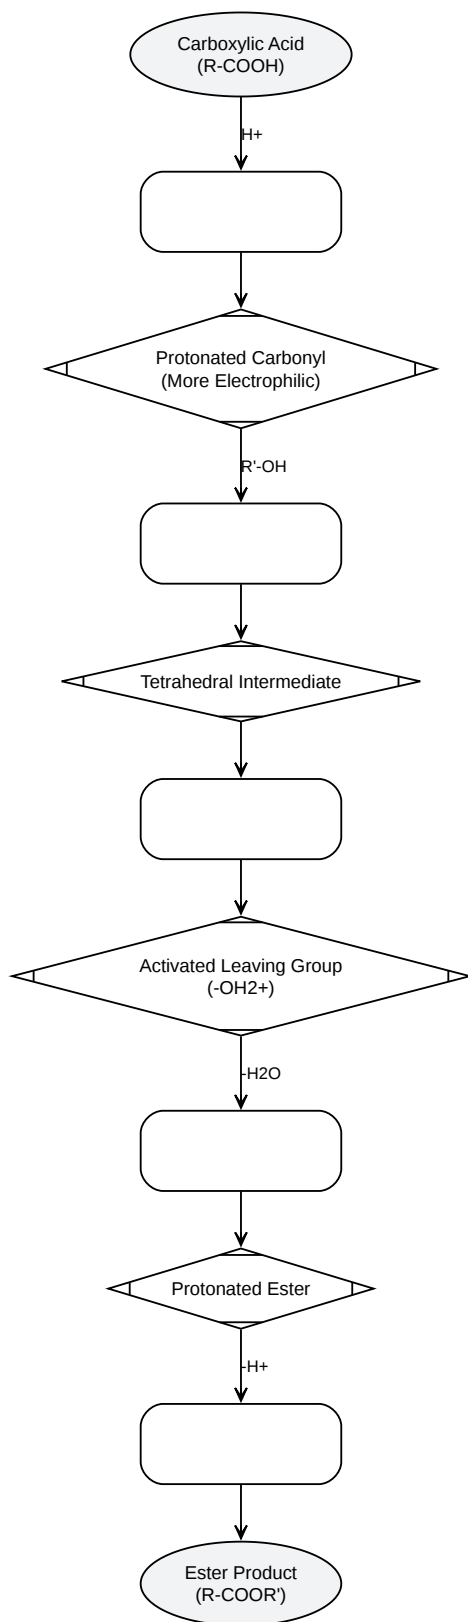 Carboxylic Acid
(R-COOH)
H+
Protonated Carbonyl
(More Electrophilic)
R'-OH
Tetrahedral Intermediate
Activated Leaving Group
(-OH2+)
-H2O
Protonated Ester
-H+
Ester Product
(R-COOR')